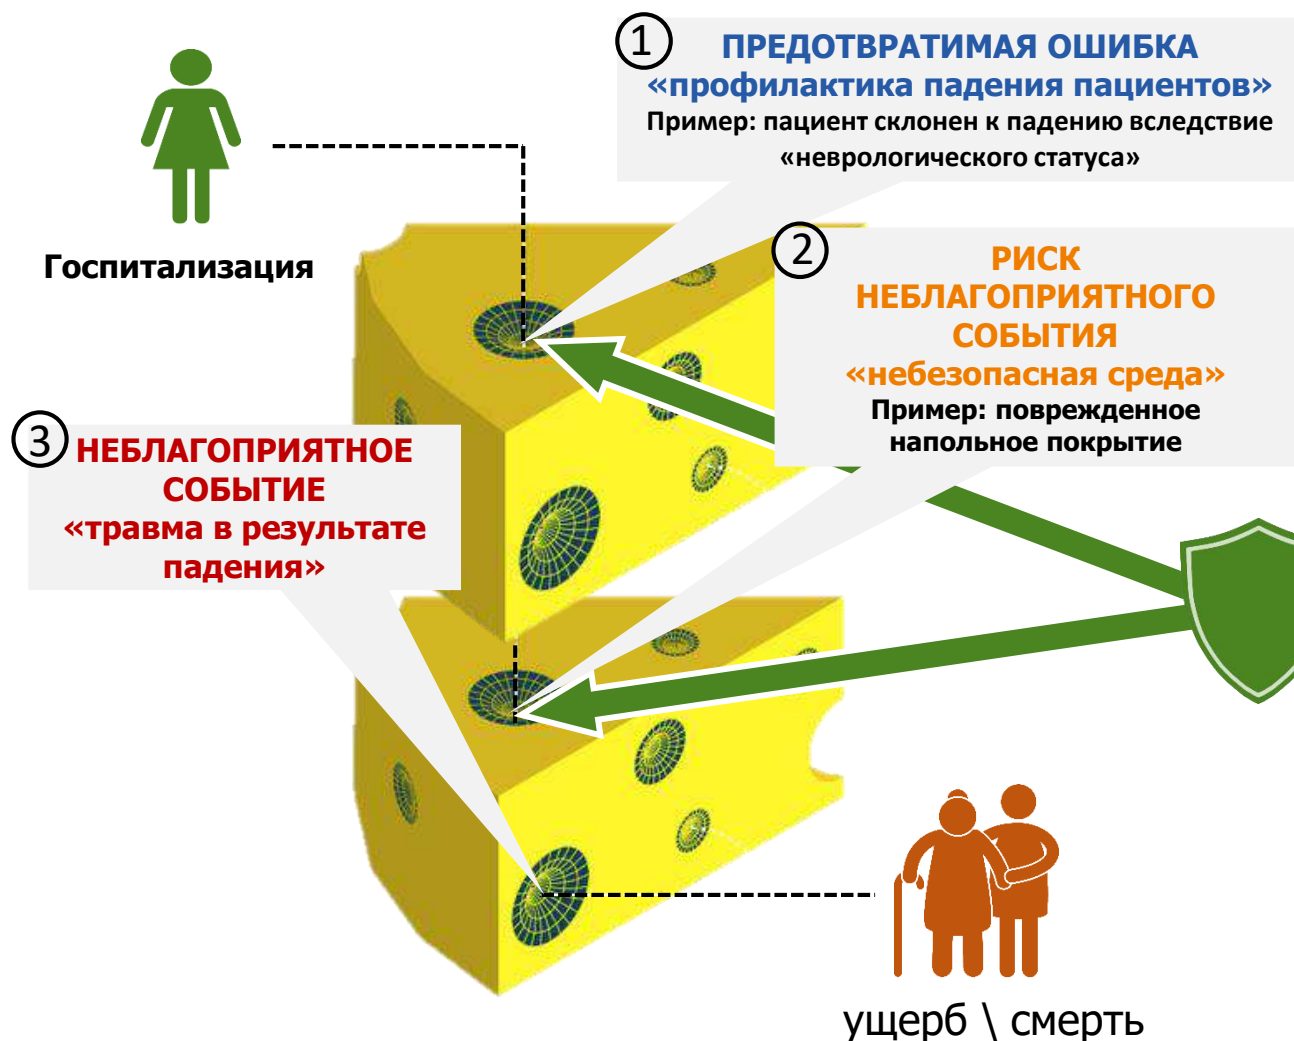 1
ПРЕДОТВРАТИМАЯ ОШИБКА
«профилактика падения пациентов»
Пример: пациент склонен к падению вследствие
«неврологического статуса»
Госпитализация
2
РИСК
НЕБЛАГОПРИЯТНОГО
СОБЫТИЯ
«небезопасная среда»
Пример: поврежденное
напольное покрытие
3
НЕБЛАГОПРИЯТНОЕ
СОБЫТИЕ
«травма в результате
падения»
ущерб \ смерть